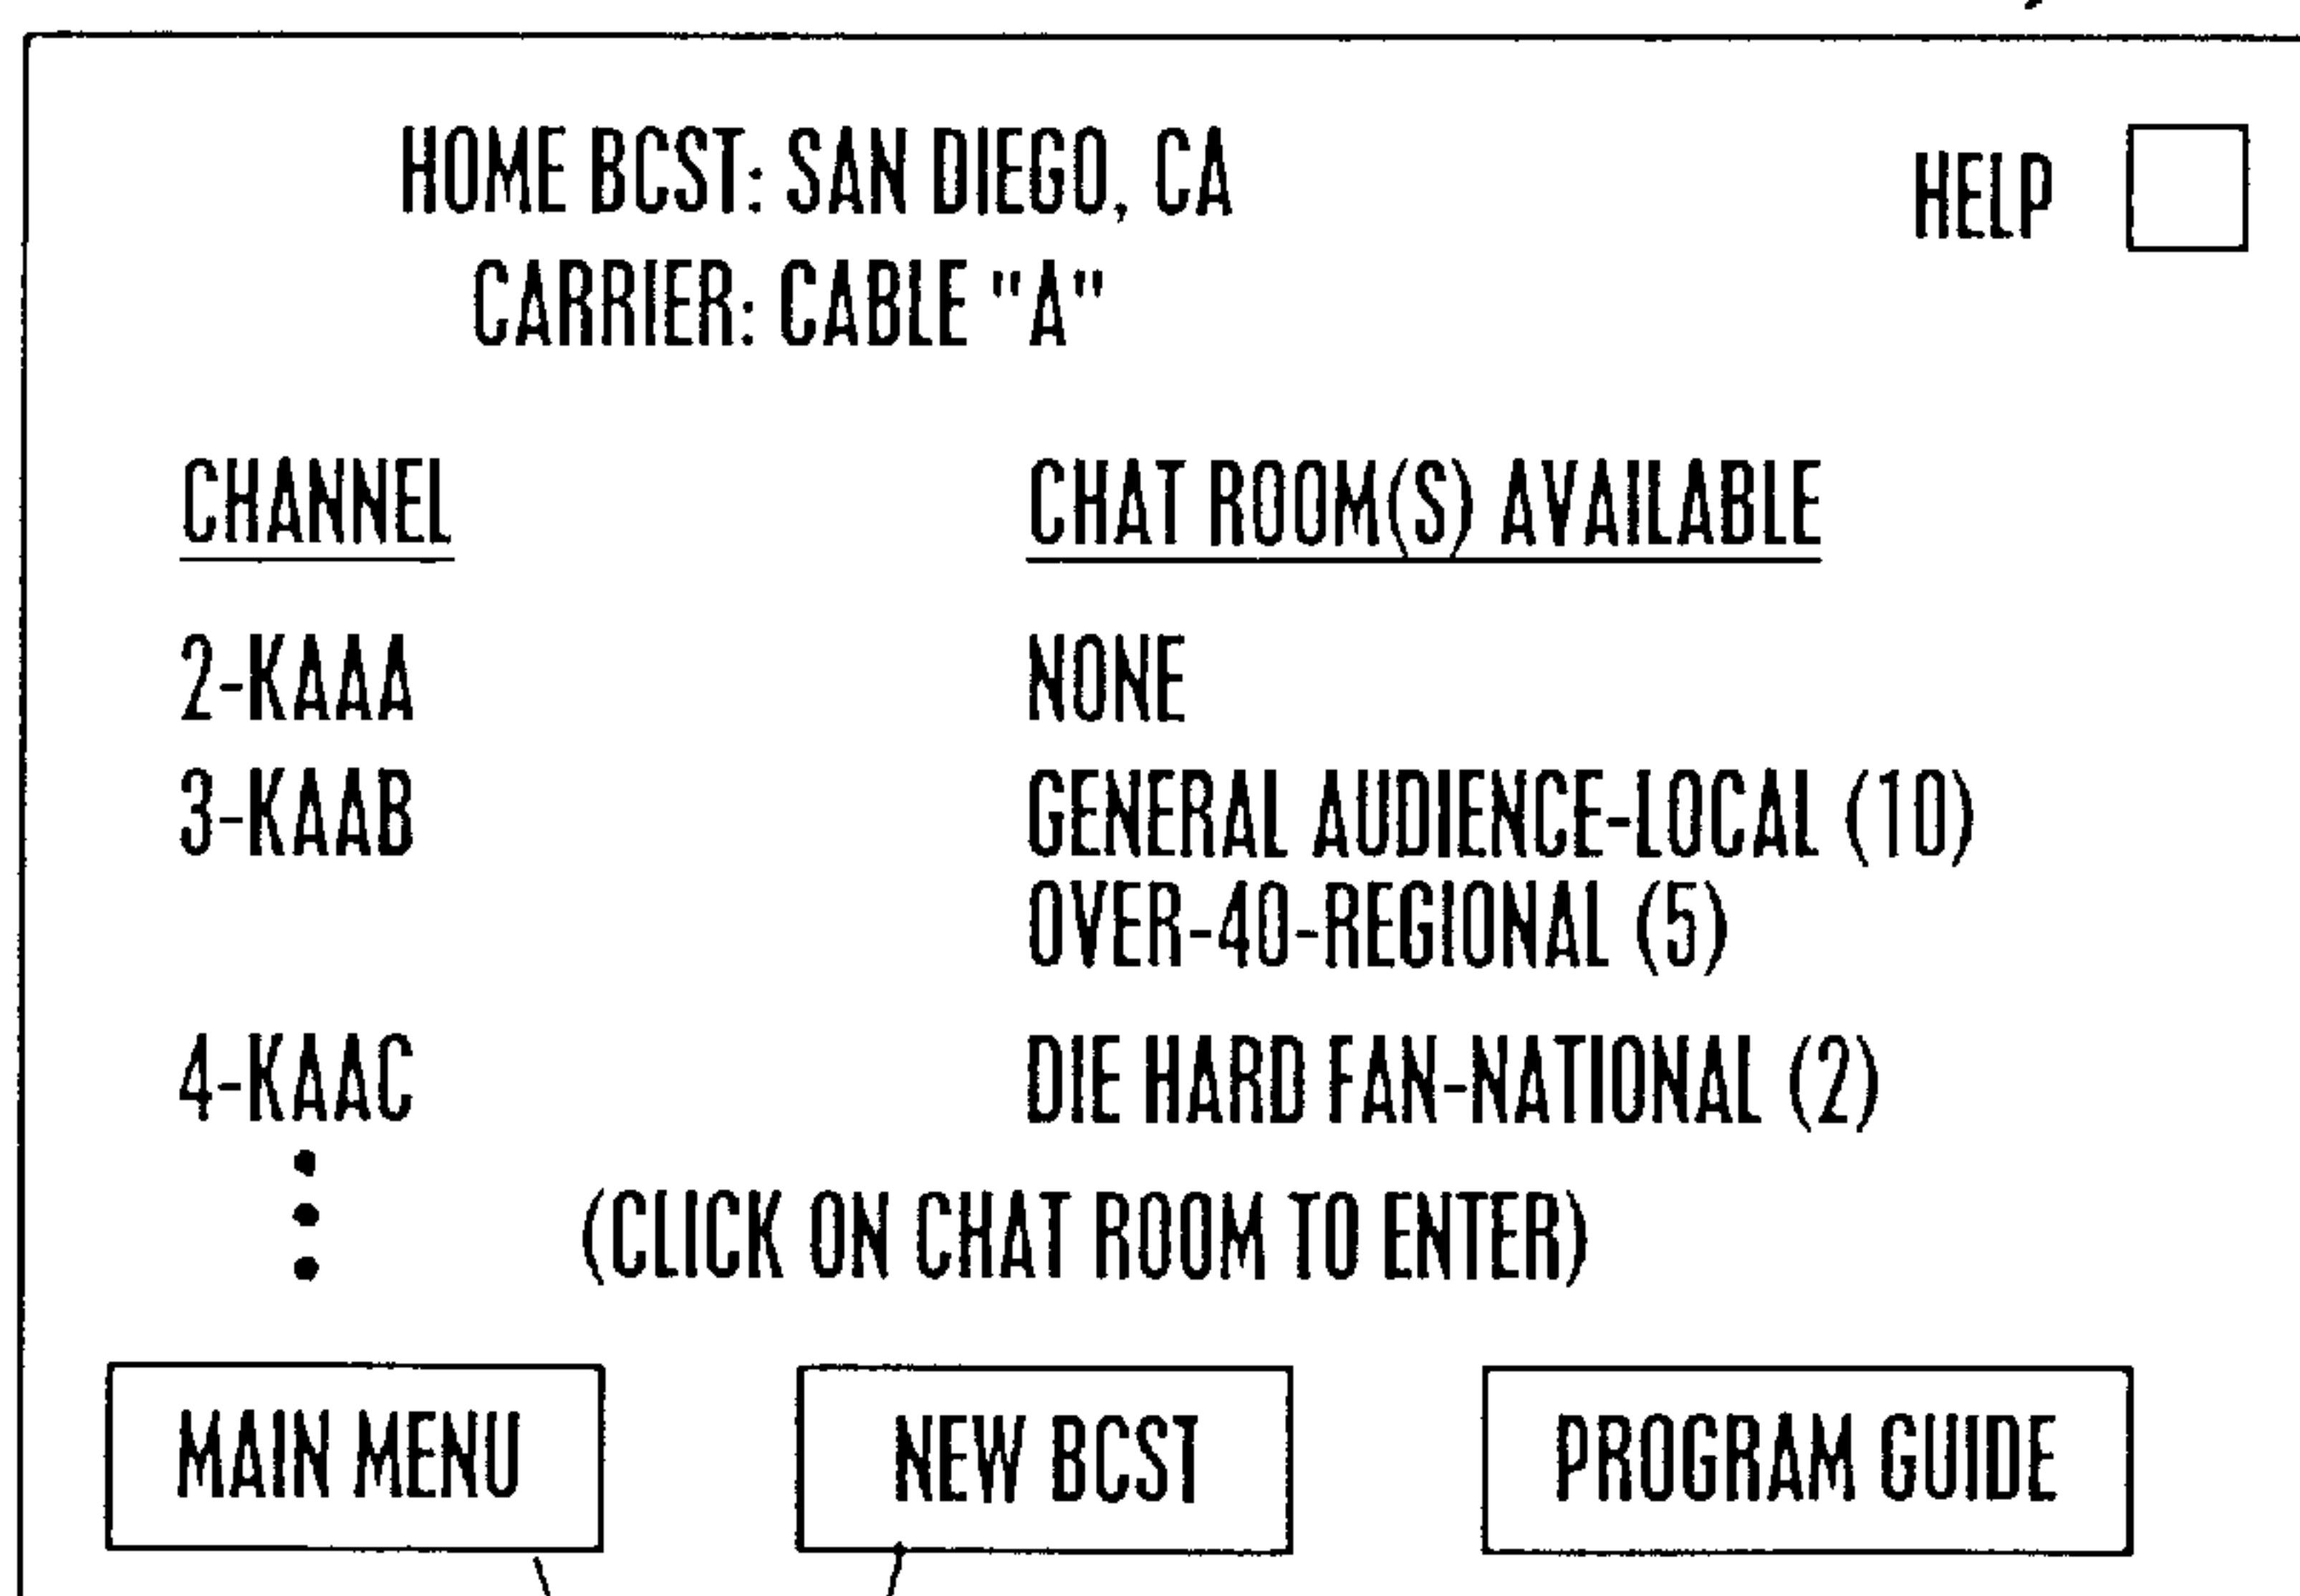 HOME BCST: SAN DIEGO, CA
HELP
CARRIER: CABLE "A"
CHANNEL CHAT ROOM(S) AVAILABLE
2-KAAA NONE
3-KAAB GENERAL AUDIENCE-LOCAL (10)
OVER-40-REGIONAL (5)
4-KAAC DIE HARD FAN-NATIONAL (2)
(CLICK ON CHAT ROOM TO ENTER)
MAIN MENU NEW BCST PROGRAM GUIDE